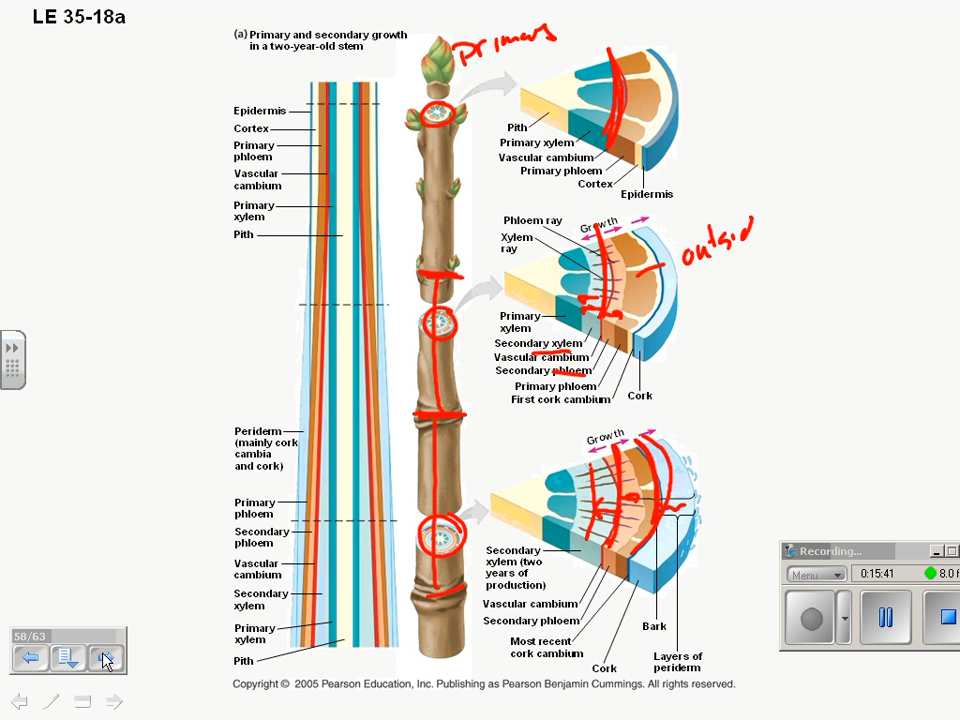 LE 35-18a
(a) Primary and secondary growth
in a two-year-old stem
Primary
Epidermis
Cortex
Primary
phloem
Vascular
cambium
Primary
xylem
Pith
Periderm
(mainly cork
cambia
and cork)
Primary
phloem
Secondary
phloem
Vascular
cambium
Secondary
xylem
Primary
xylem
Pith
Pith
Primary xylem
Vascular cambium
Primary phloem
Cortex
Epidermis
Phloem ray
Growth
Xylem
ray
outsid
Primary
xylem
Secondary xylem
Vascular cambium
Secondary phloem
Primary phloem
First cork cambium
Cork
Growth
Secondary
xylem (two
years of
production)
Vascular cambium
Secondary phloem
Most recent
cork cambium
Cork
Bark
Layers of
periderm
Recording...
Menu
0:15:41
8.0 f
58/63
Copyright © 2005 Pearson Education, Inc. Publishing as Pearson Benjamin Cummings. All rights reserved.